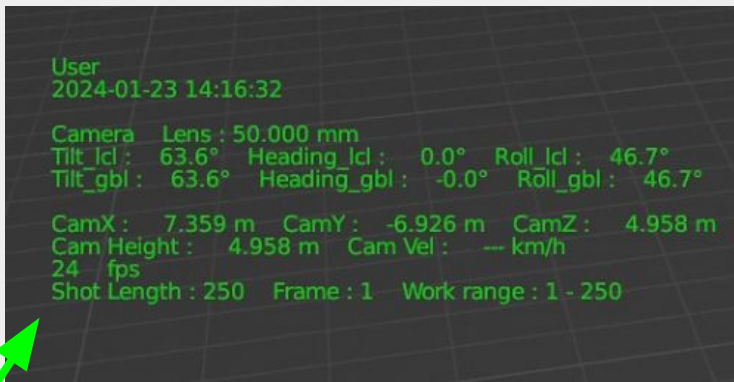 User
2024-01-23 14:16:32
Camera Lens : 50.000 mm
Tilt_lcl : 63.6° Heading_lcl : 0.0° Roll_lcl : 46.7°
Tilt_gbl : 63.6° Heading_gbl : -0.0° Roll_gbl : 46.7°
CamX : 7.359 m CamY : -6.926 m CamZ : 4.958 m
Cam Height : 4.958 m Cam Vel : --- km/h
24 fps
Shot Length : 250 Frame : 1 Work range : 1 - 250